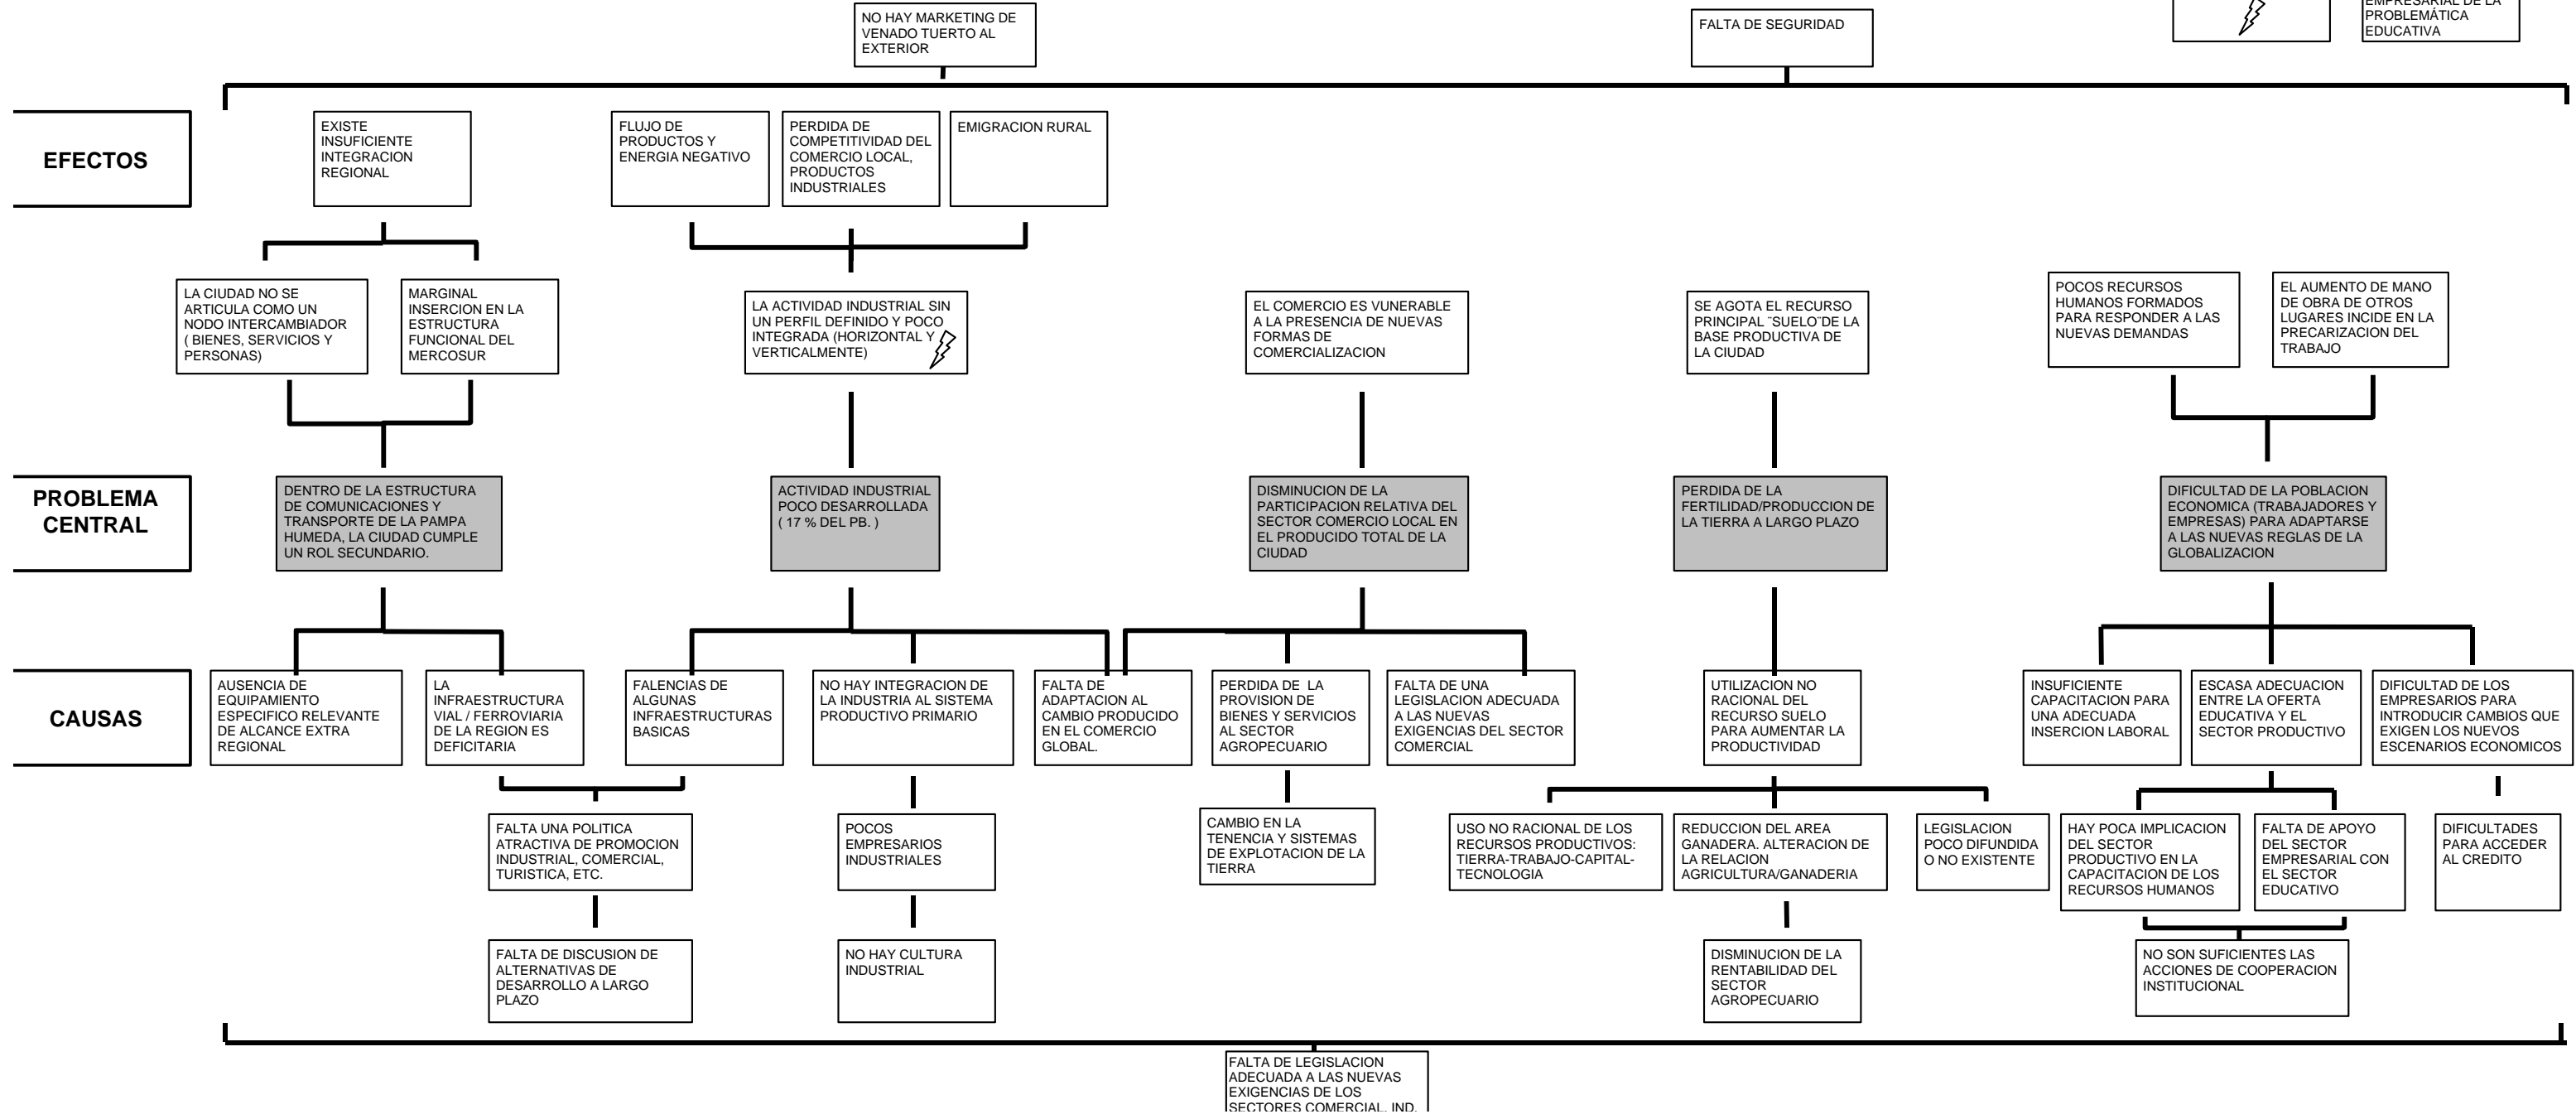 NO HAY MARKETING DE
VENADO TUERTO AL
EXTERIOR
FALTA DE SEGURIDAD
EMPRESARIAL DE LA
PROBLEMÁTICA
EDUCATIVA
EFECTOS
EXISTE
INSUFICIENTE
INTEGRACION
REGIONAL
FLUJO DE
PRODUCTOS Y
ENERGIA NEGATIVO
PERDIDA DE
COMPETITIVIDAD DEL
COMERCIO LOCAL,
PRODUCTOS
INDUSTRIALES
EMIGRACION RURAL
LA CIUDAD NO SE
ARTICULA COMO UN
NODO INTERCAMBIADOR
( BIENES, SERVICIOS Y
PERSONAS)
MARGINAL
INSERCION EN LA
ESTRUCTURA
FUNCIONAL DEL
MERCOSUR
LA ACTIVIDAD INDUSTRIAL SIN
UN PERFIL DEFINIDO Y POCO
INTEGRADA (HORIZONTAL Y
VERTICALMENTE)
EL COMERCIO ES VUNERABLE
A LA PRESENCIA DE NUEVAS
FORMAS DE
COMERCIALIZACION
SE AGOTA EL RECURSO
PRINCIPAL ¨SUELO¨DE LA
BASE PRODUCTIVA DE
LA CIUDAD
POCOS RECURSOS
HUMANOS FORMADOS
PARA RESPONDER A LAS
NUEVAS DEMANDAS
EL AUMENTO DE MANO
DE OBRA DE OTROS
LUGARES INCIDE EN LA
PRECARIZACION DEL
TRABAJO
PROBLEMA
CENTRAL
DENTRO DE LA ESTRUCTURA
DE COMUNICACIONES Y
TRANSPORTE DE LA PAMPA
HUMEDA, LA CIUDAD CUMPLE
UN ROL SECUNDARIO.
ACTIVIDAD INDUSTRIAL
POCO DESARROLLADA
( 17 % DEL PB. )
DISMINUCION DE LA
PARTICIPACION RELATIVA DEL
SECTOR COMERCIO LOCAL EN
EL PRODUCIDO TOTAL DE LA
CIUDAD
PERDIDA DE LA
FERTILIDAD/PRODUCCION DE
LA TIERRA A LARGO PLAZO
DIFICULTAD DE LA POBLACION
ECONOMICA (TRABAJADORES Y
EMPRESAS) PARA ADAPTARSE
A LAS NUEVAS REGLAS DE LA
GLOBALIZACION
CAUSAS
AUSENCIA DE
EQUIPAMIENTO
ESPECIFICO RELEVANTE
DE ALCANCE EXTRA
REGIONAL
LA
INFRAESTRUCTURA
VIAL / FERROVIARIA
DE LA REGION ES
DEFICITARIA
FALENCIAS DE
ALGUNAS
INFRAESTRUCTURAS
BASICAS
NO HAY INTEGRACION DE
LA INDUSTRIA AL SISTEMA
PRODUCTIVO PRIMARIO
FALTA DE
ADAPTACION AL
CAMBIO PRODUCIDO
EN EL COMERCIO
GLOBAL.
PERDIDA DE LA
PROVISION DE
BIENES Y SERVICIOS
AL SECTOR
AGROPECUARIO
FALTA DE UNA
LEGISLACION ADECUADA
A LAS NUEVAS
EXIGENCIAS DEL SECTOR
COMERCIAL
UTILIZACION NO
RACIONAL DEL
RECURSO SUELO
PARA AUMENTAR LA
PRODUCTIVIDAD
INSUFICIENTE
CAPACITACION PARA
UNA ADECUADA
INSERCION LABORAL
ESCASA ADECUACION
ENTRE LA OFERTA
EDUCATIVA Y EL
SECTOR PRODUCTIVO
DIFICULTAD DE LOS
EMPRESARIOS PARA
INTRODUCIR CAMBIOS QUE
EXIGEN LOS NUEVOS
ESCENARIOS ECONOMICOS
FALTA UNA POLITICA
ATRACTIVA DE PROMOCION
INDUSTRIAL, COMERCIAL,
TURISTICA, ETC.
POCOS
EMPRESARIOS
INDUSTRIALES
CAMBIO EN LA
TENENCIA Y SISTEMAS
DE EXPLOTACION DE LA
TIERRA
USO NO RACIONAL DE LOS
RECURSOS PRODUCTIVOS:
TIERRA-TRABAJO-CAPITAL-
TECNOLOGIA
REDUCCION DEL AREA
GANADERA. ALTERACION DE
LA RELACION
AGRICULTURA/GANADERIA
LEGISLACION
POCO DIFUNDIDA
O NO EXISTENTE
HAY POCA IMPLICACION
DEL SECTOR
PRODUCTIVO EN LA
CAPACITACION DE LOS
RECURSOS HUMANOS
FALTA DE APOYO
DEL SECTOR
EMPRESARIAL CON
EL SECTOR
EDUCATIVO
DIFICULTADES
PARA ACCEDER
AL CREDITO
FALTA DE DISCUSION DE
ALTERNATIVAS DE
DESARROLLO A LARGO
PLAZO
NO HAY CULTURA
INDUSTRIAL
DISMINUCION DE LA
RENTABILIDAD DEL
SECTOR
AGROPECUARIO
NO SON SUFICIENTES LAS
ACCIONES DE COOPERACION
INSTITUCIONAL
FALTA DE LEGISLACION
ADECUADA A LAS NUEVAS
EXIGENCIAS DE LOS
SECTORES COMERCIAL, IND.